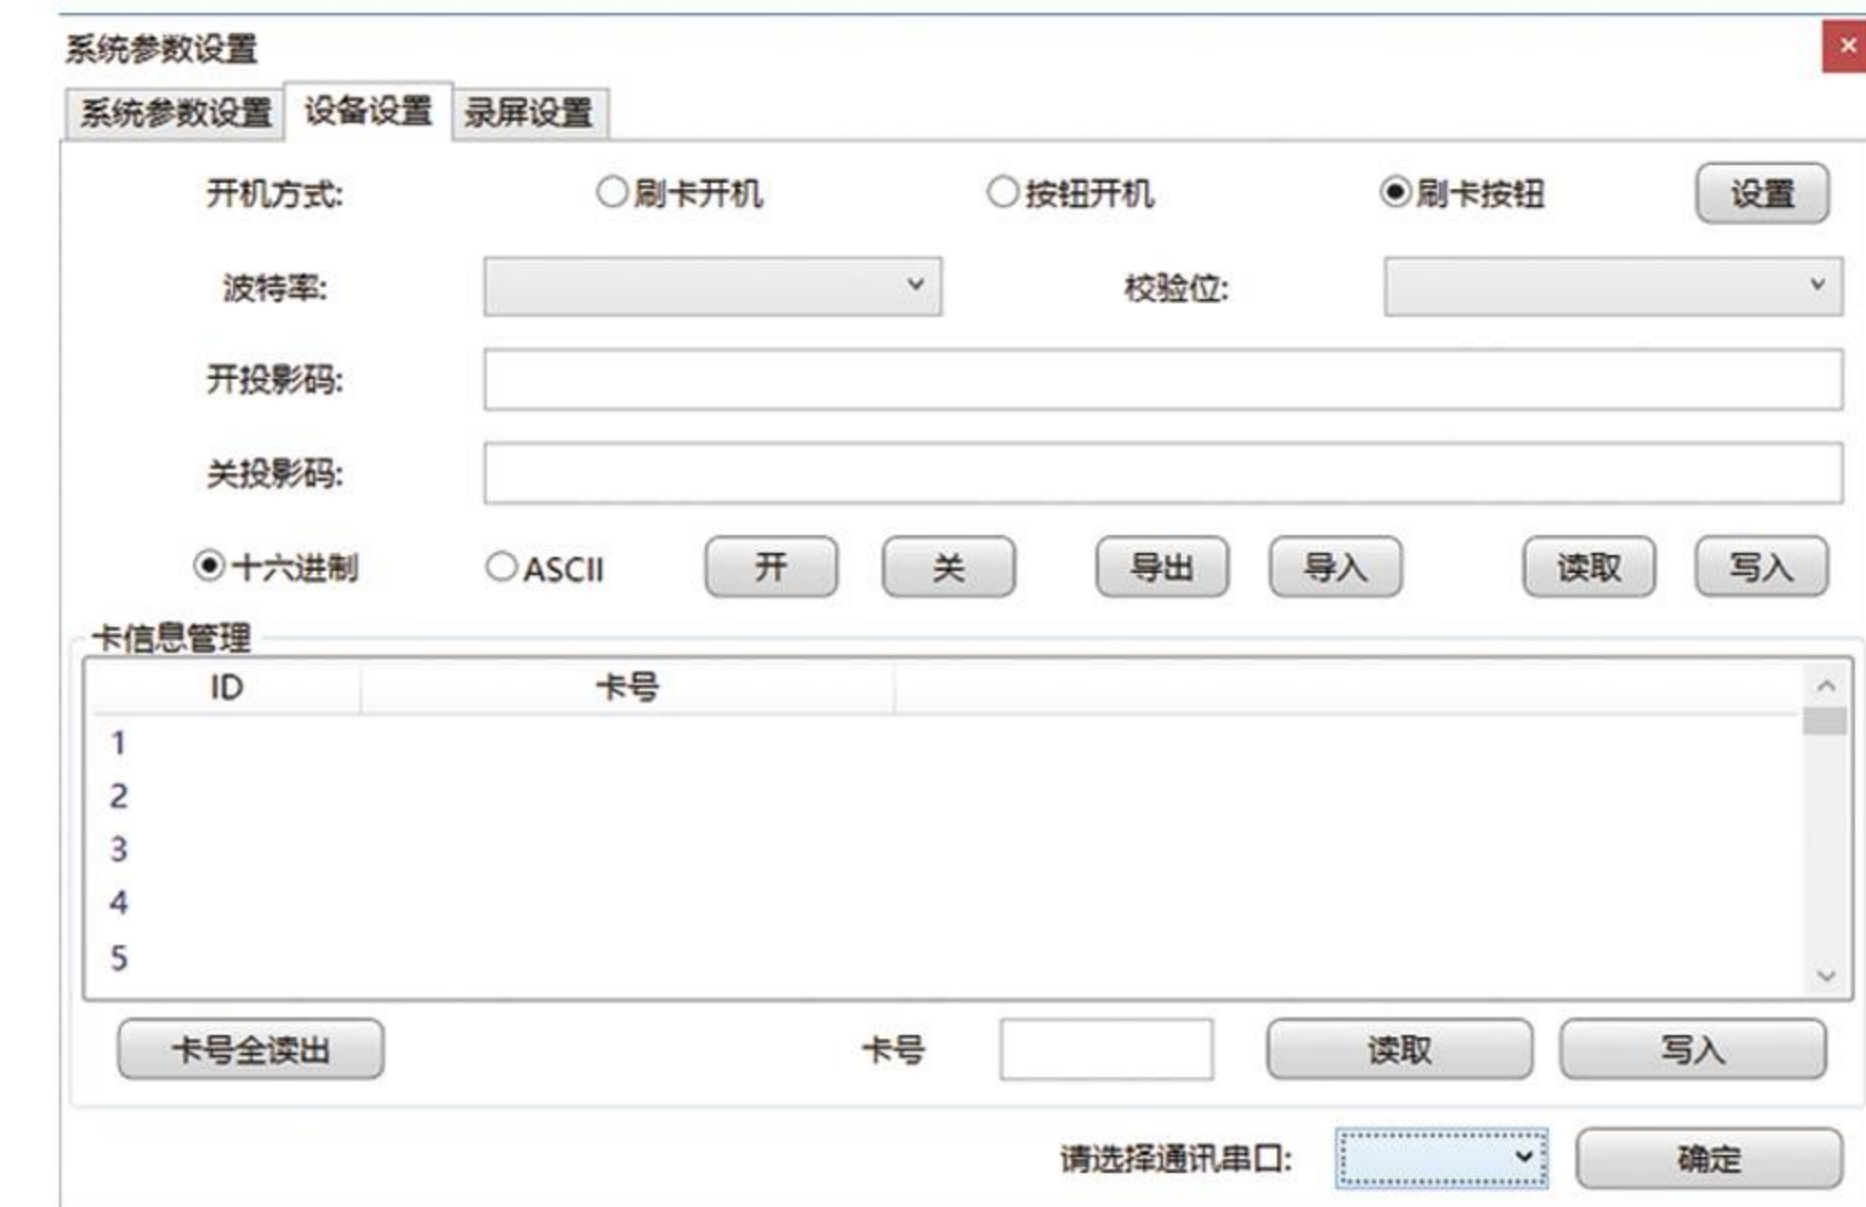 系统参数设置
系统参数设置 设备设置 录屏设置
开机方式: 刷卡开机 按钮开机 刷卡按钮 设置
波特率: 校验位:
开投影码:
关投影码:
十六进制 ASCII 开 关 导出 导入 读取 写入
卡信息管理
ID 卡号
1
2
3
4
5
卡号全读出 卡号 读取 写入
请选择通讯串口: 确定